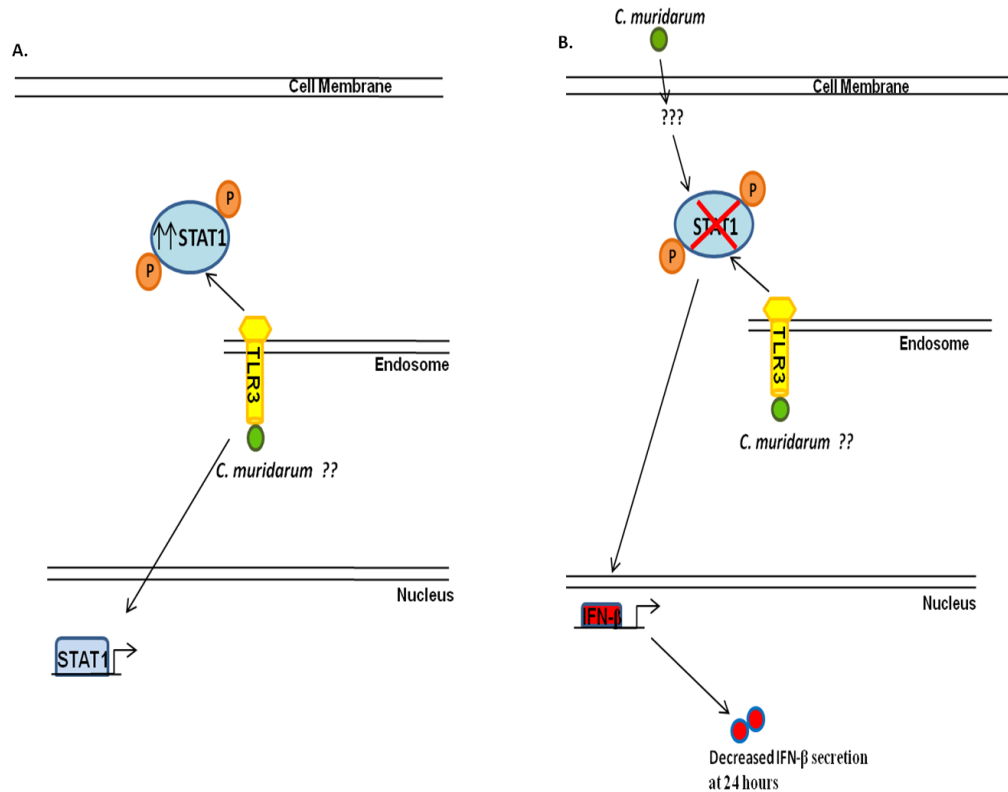 A.
Cell Membrane
P
↑↑STAT1
P
TLR3
Endosome
C. muridarum ??
Nucleus
STAT1
B.
C. muridarum
Cell Membrane
???
P
STAT1
P
TLR3
Endosome
C. muridarum ??
Nucleus
IFN-β
Decreased IFN-β secretion
at 24 hours